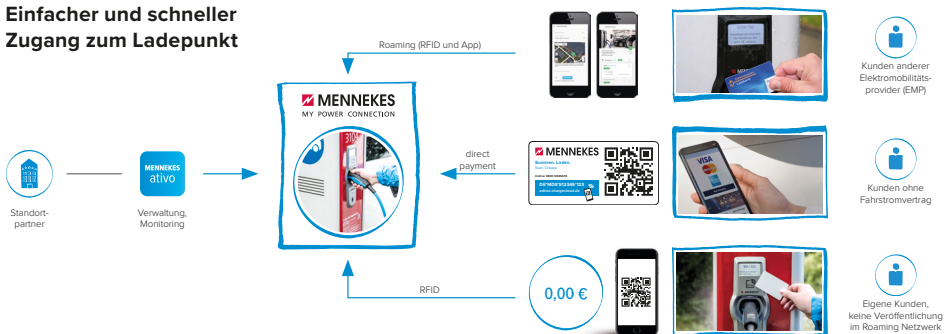 Einfacher und schneller
Zugang zum Ladepunkt
Roaming (RFID und App)
MENNEKES
MY POWER CONNECTION
MENNEKES
ativo
Standort-
partner
Verwaltung,
Monitoring
direct
payment
MENNEKES
Scannen. Laden.
VISA
RFID
0,00 €
Kunden anderer
Elektromobilitäts-
provider (EMP)
Kunden ohne
Fahrstromvertrag
Eigene Kunden,
keine Veröffentlichung
im Roaming Netzwerk